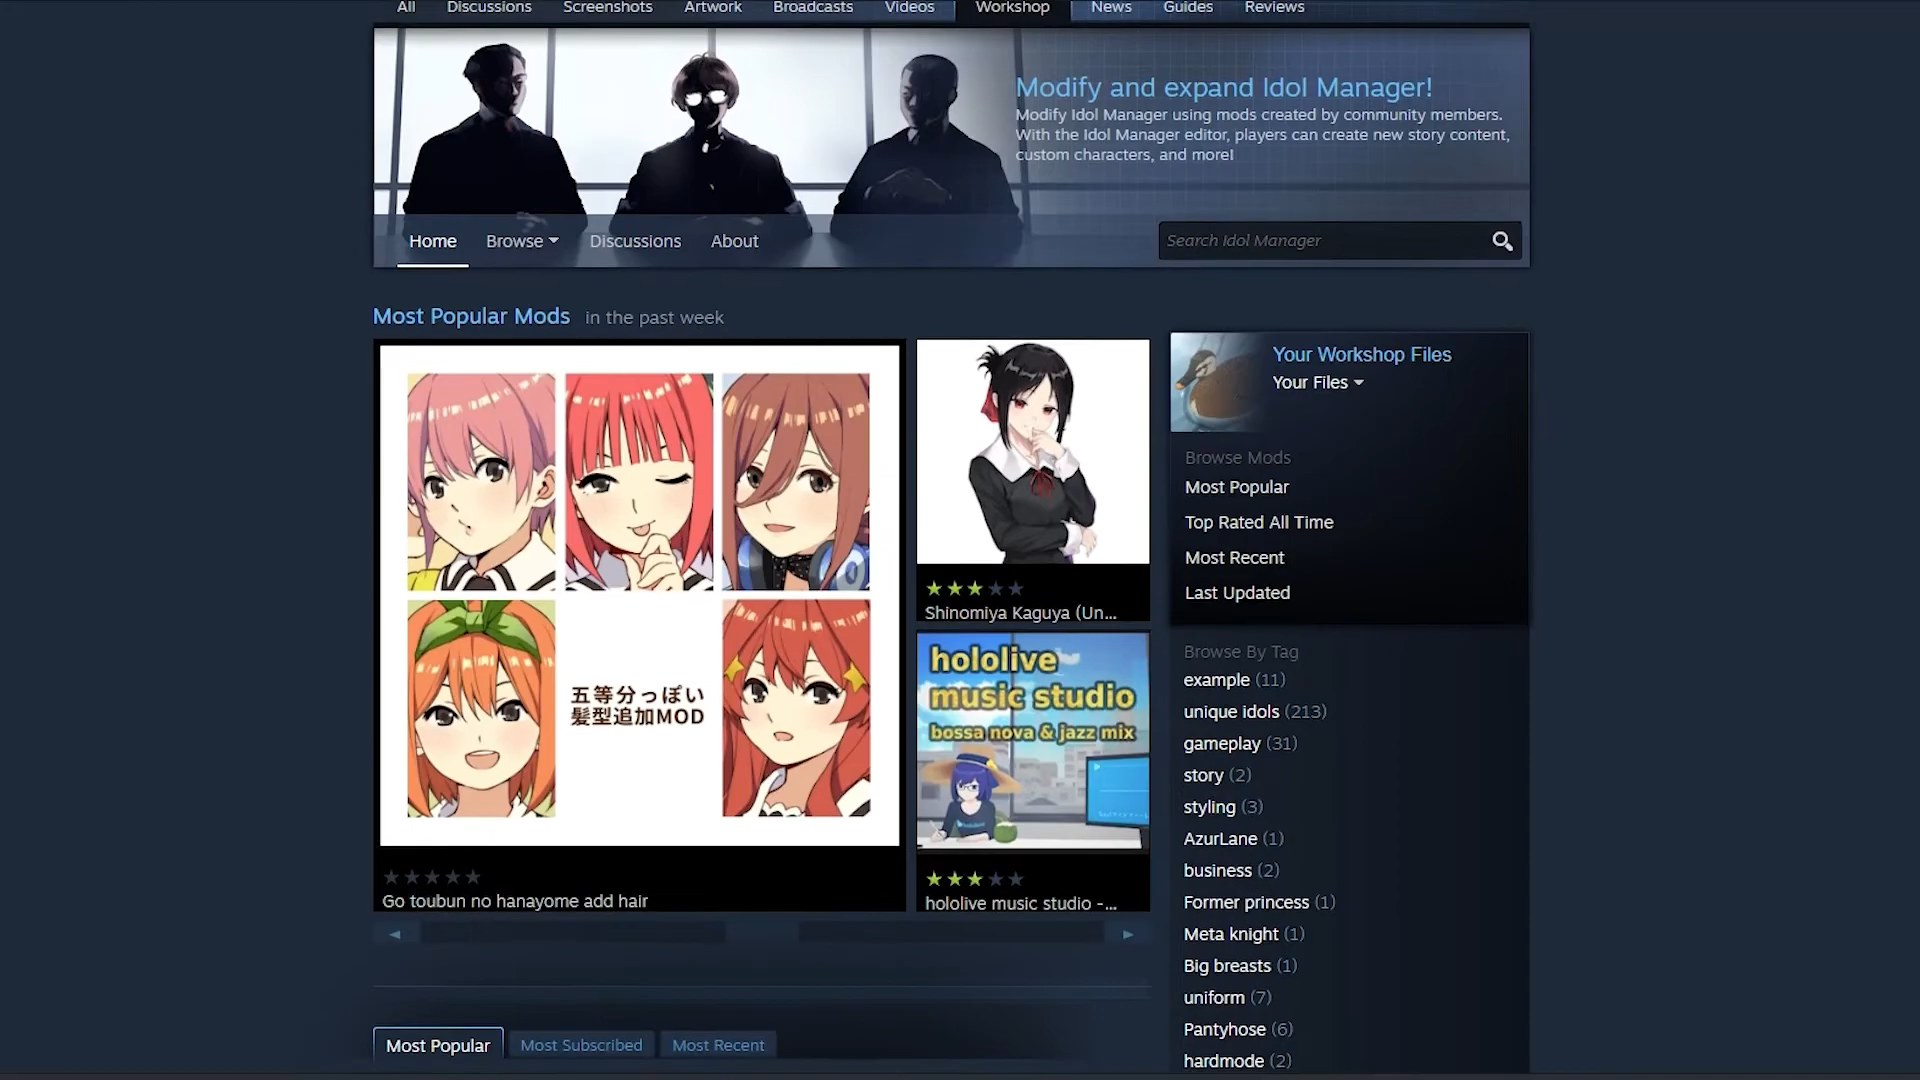 All Discussions Screenshots Artwork Broadcasts Videos Workshop News Guides Reviews
Modify and expand Idol Manager!
Modify Idol Manager using mods created by community members.
With the Idol Manager editor, players can create new story content,
custom characters, and more!
Home Browse Discussions About
Search Idol Manager
Most Popular Mods in the past week
五等分っぽい
髪型追加MOD
Go toubun no hanayome add hair
Shinomiya Kaguya (Un...
hololive
music studio
bossa nova & jazz mix
hololive music studio -...
Your Workshop Files
Your Files
Browse Mods
Most Popular
Top Rated All Time
Most Recent
Last Updated
Browse By Tag
example (11)
unique idols (213)
gameplay (31)
story (2)
styling (3)
AzurLane (1)
business (2)
Former princess (1)
Meta knight (1)
Big breasts (1)
uniform (7)
Pantyhose (6)
hardmode (2)
Most Popular Most Subscribed Most Recent